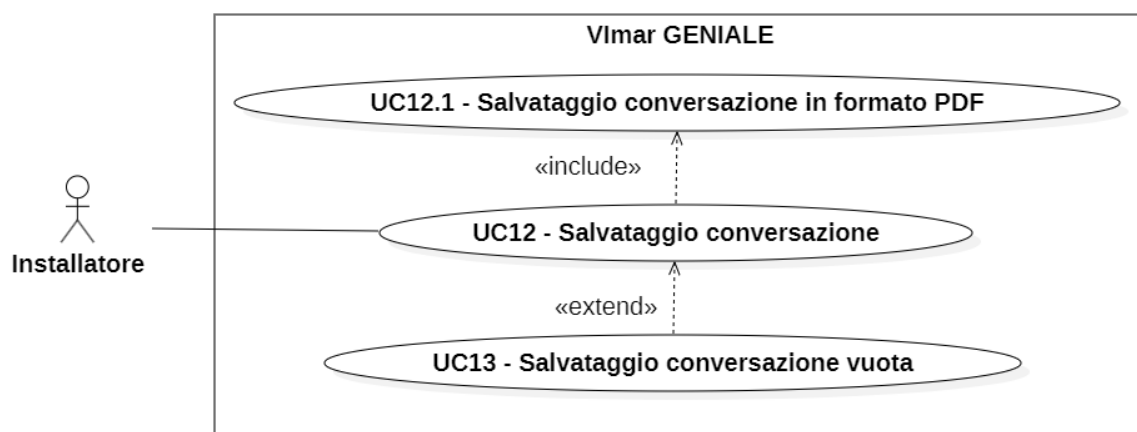 VImar GENIALE
UC12.1 - Salvataggio conversazione in formato PDF
«include»
UC12 - Salvataggio conversazione
Installatore
«extend»
UC13 - Salvataggio conversazione vuota